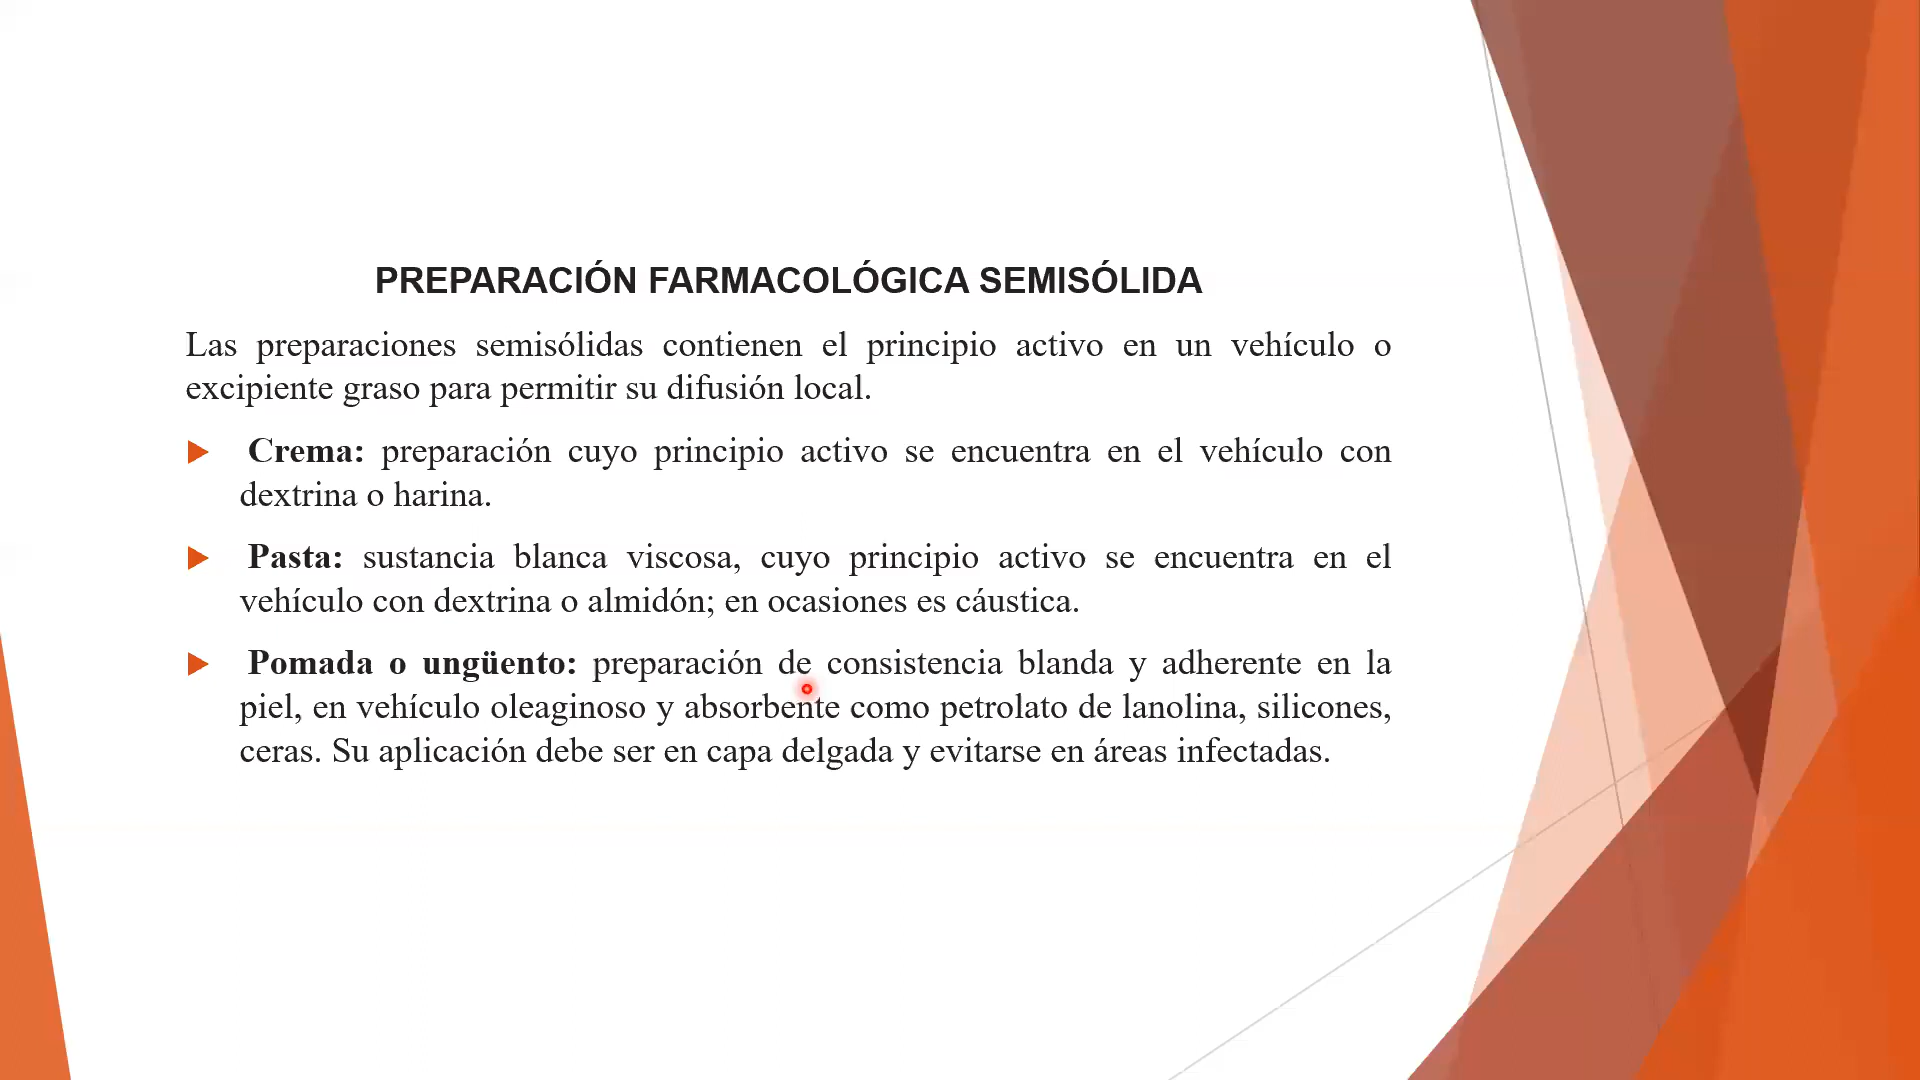 PREPARACIÓN FARMACOLÓGICA SEMISÓLIDA
Las preparaciones semisólidas contienen el principio activo en un vehículo o
excipiente graso para permitir su difusión local.
Crema: preparación cuyo principio activo se encuentra en el vehículo con
dextrina o harina.
Pasta: sustancia blanca viscosa, cuyo principio activo se encuentra en el
vehículo con dextrina o almidón; en ocasiones es cáustica.
Pomada o ungüento: preparación de consistencia blanda y adherente en la
piel, en vehículo oleaginoso y absorbente como petrolato de lanolina, silicones,
ceras. Su aplicación debe ser en capa delgada y evitarse en áreas infectadas.